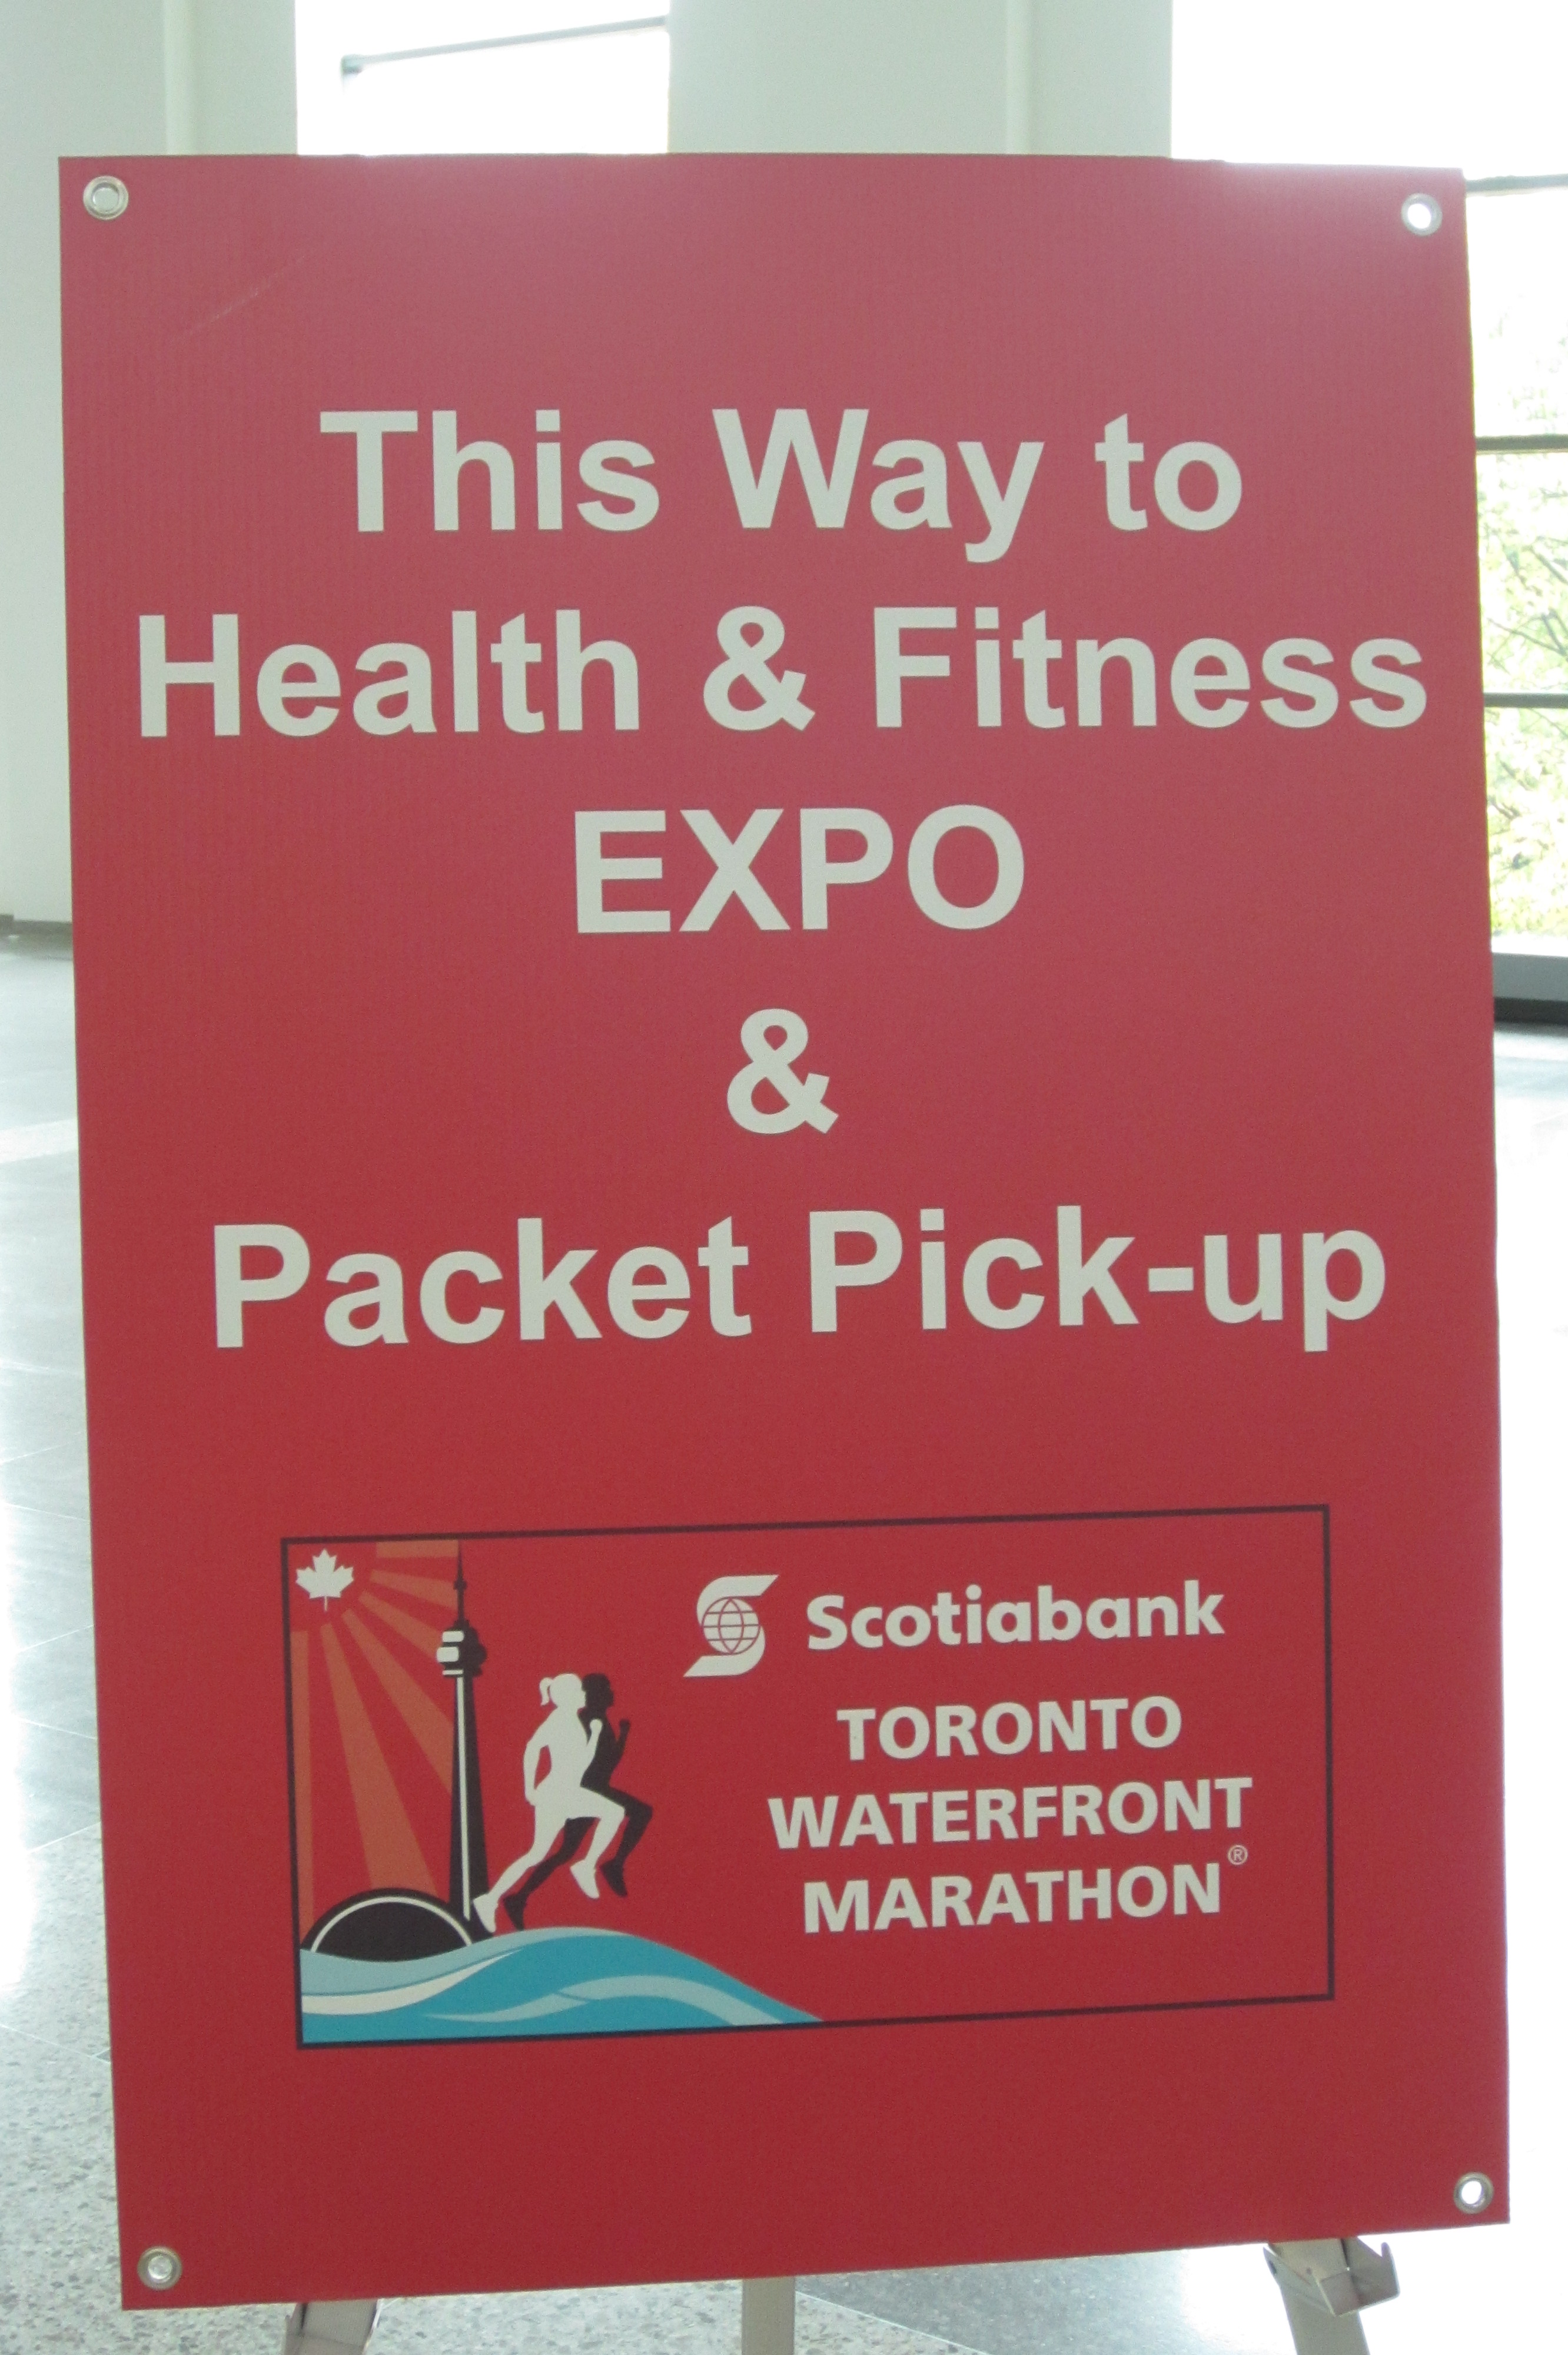 This Way to
Health & Fitness
EXPO
&
Packet Pick-up
Scotiabank
TORONTO
WATERFRONT
MARATHON®